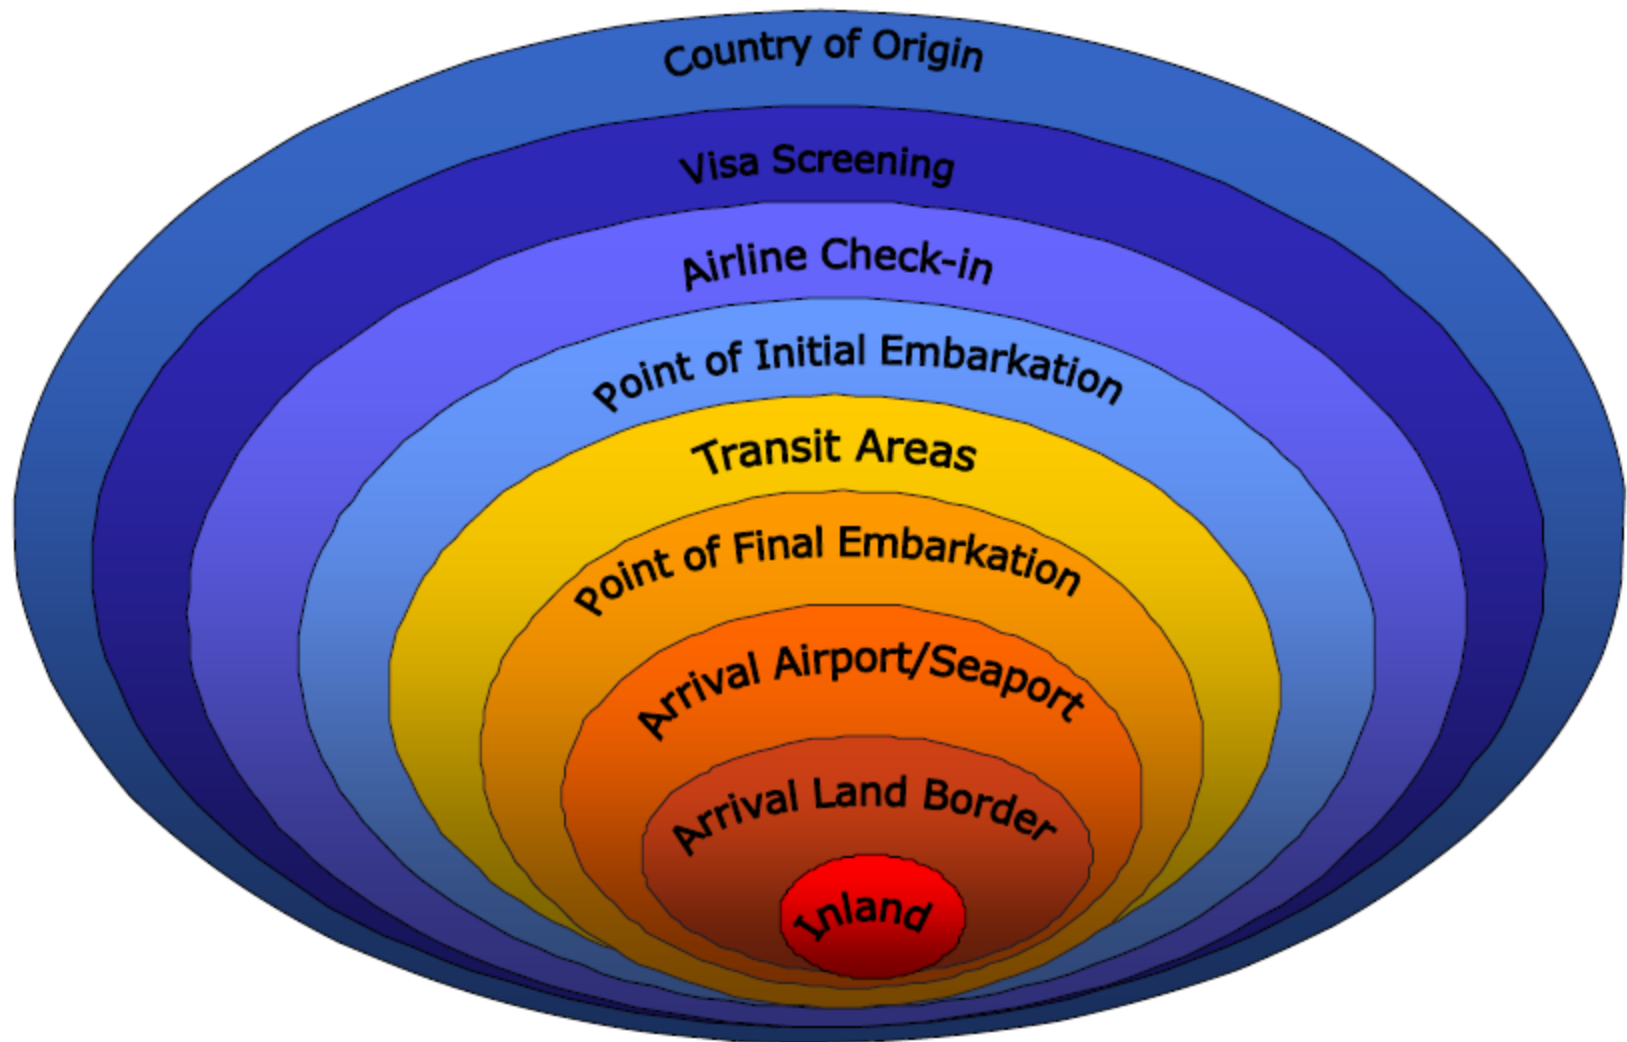 Country of Origin
Visa Screening
Airline Check-in
Point of Initial Embarkation
Transit Areas
Point of Final Embarkation
Arrival Airport/Seaport
Arrival Land Border
Inland